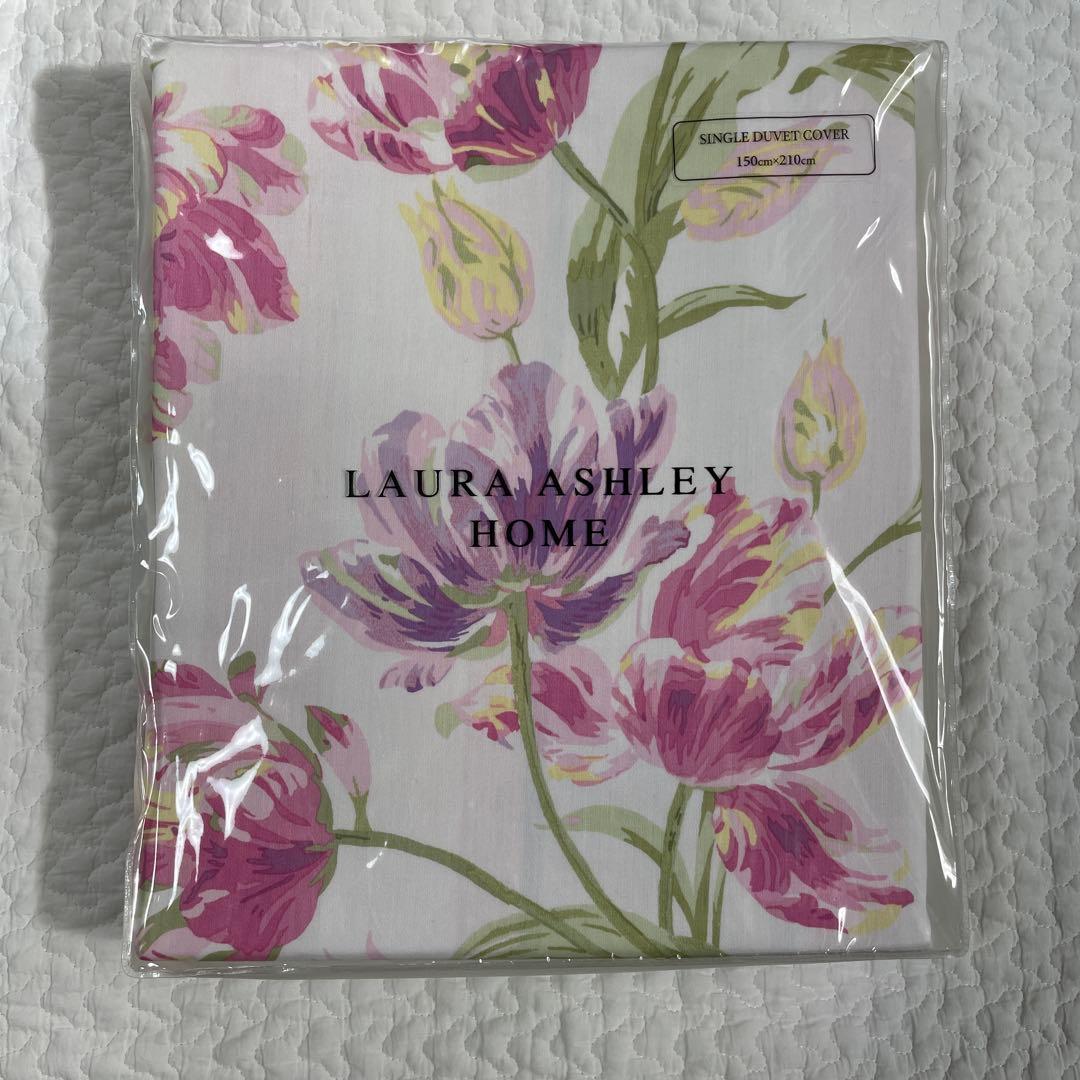 SINGLE DUVET COVER
150cm×210cm
LAURA ASHLEY
HOME